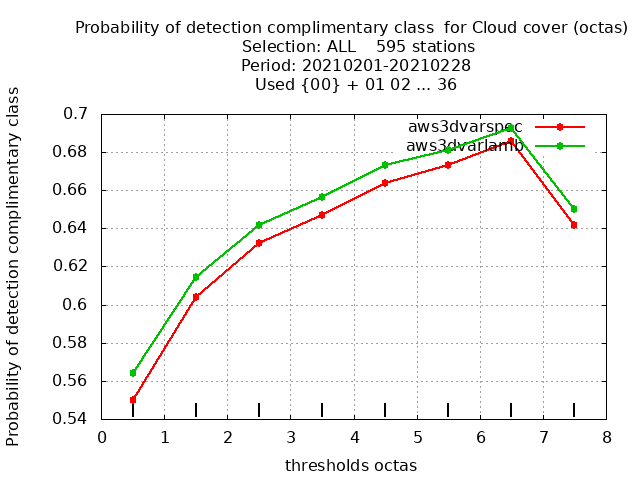 Probability of detection complimentary class  for Cloud cover (octas)
Selection: ALL    595 stations
Period: 20210201-20210228
Used {00} + 01 02 ... 36
Probability of detection complimentary class
0.7
0.68
0.66
0.64
0.62
0.6
0.58
0.56
0.54
aws3dvarspec
aws3dvarlamb
0 1 2 3 4 5 6 7 8
thresholds octas